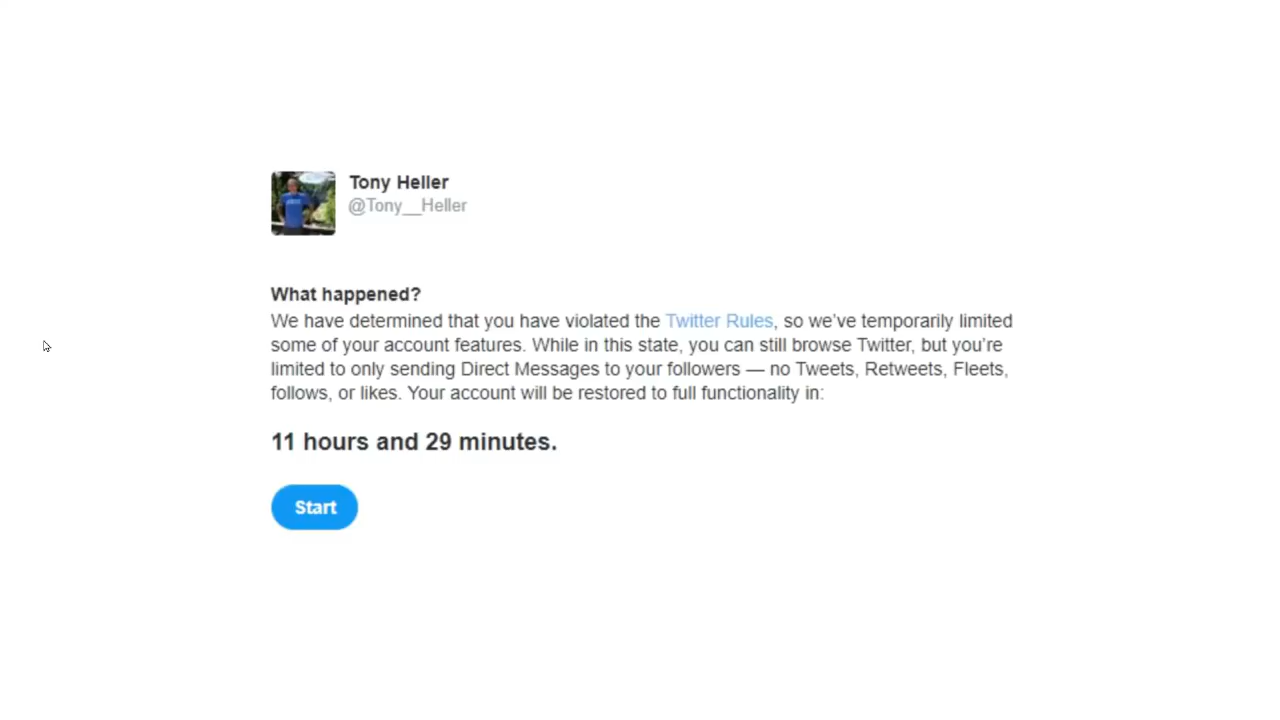 Tony Heller
@Tony__Heller
What happened?
We have determined that you have violated the Twitter Rules, so we've temporarily limited
some of your account features. While in this state, you can still browse Twitter, but you're
limited to only sending Direct Messages to your followers — no Tweets, Retweets, Fleets,
follows, or likes. Your account will be restored to full functionality in:
11 hours and 29 minutes.
Start